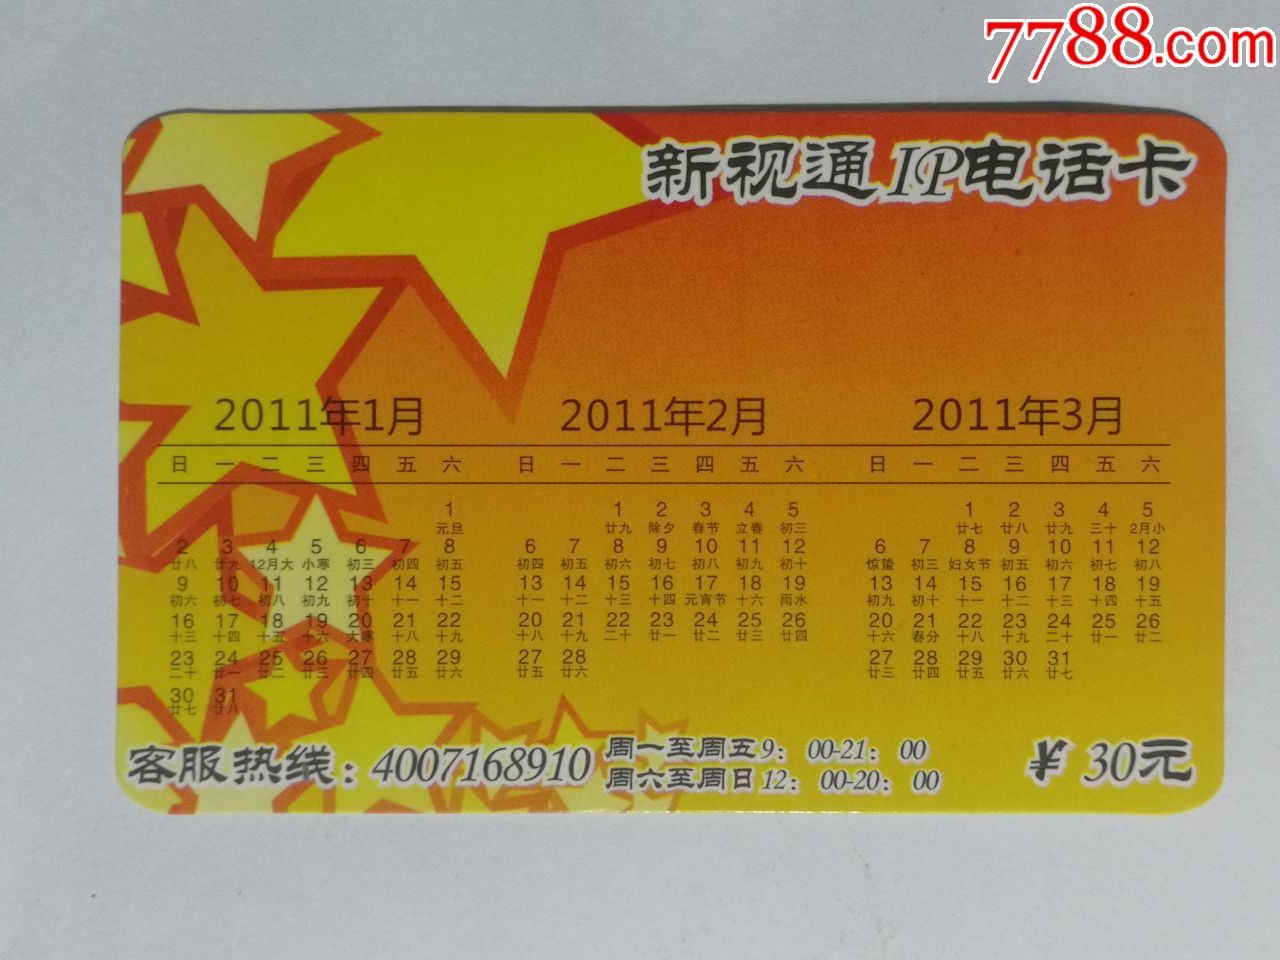 7788.com
新视通IP电话卡
2011年1月 2011年2月 2011年3月
日 一 二 三 四 五 六 日 一 二 三 四 五 六 日 一 二 三 四 五 六
1 1 2 3 4 5 1 2 3 4 5
元旦 廿九 除夕 春节 立春 初三 廿七 廿八 廿九 三十 2月小
2 3 4 5 6 7 8 6 7 8 9 10 11 12 6 7 8 9 10 11 12
廿八 廿九 12月大 小寒 初三 初四 初五 初四 初五 初六 初七 初八 初九 初十 惊蛰 初三 妇女节 初五 初六 初七 初八
9 10 11 12 13 14 15 13 14 15 16 17 18 19 13 14 15 16 17 18 19
初六 初七 初八 初九 初十 十一 十二 十一 十二 十三 十四 元宵节 十六 雨水 初九 初十 十一 十二 十三 十四 十五
16 17 18 19 20 21 22 20 21 22 23 24 25 26 20 21 22 23 24 25 26
十三 十四 十五 十六 大寒 十八 十九 十八 十九 二十 廿一 廿二 廿三 廿四 十六 春分 十八 十九 二十 廿一 廿二
23 24 25 26 27 28 29 27 28 27 28 29 30 31
二十 廿一 廿二 廿三 廿四 廿五 廿六 廿五 廿六 廿三 廿四 廿五 廿六 廿七
30 31
廿七 廿八
客服热线：4007168910 周一至周五9：00-21：00
周六至周日12：00-20：00
¥ 30元